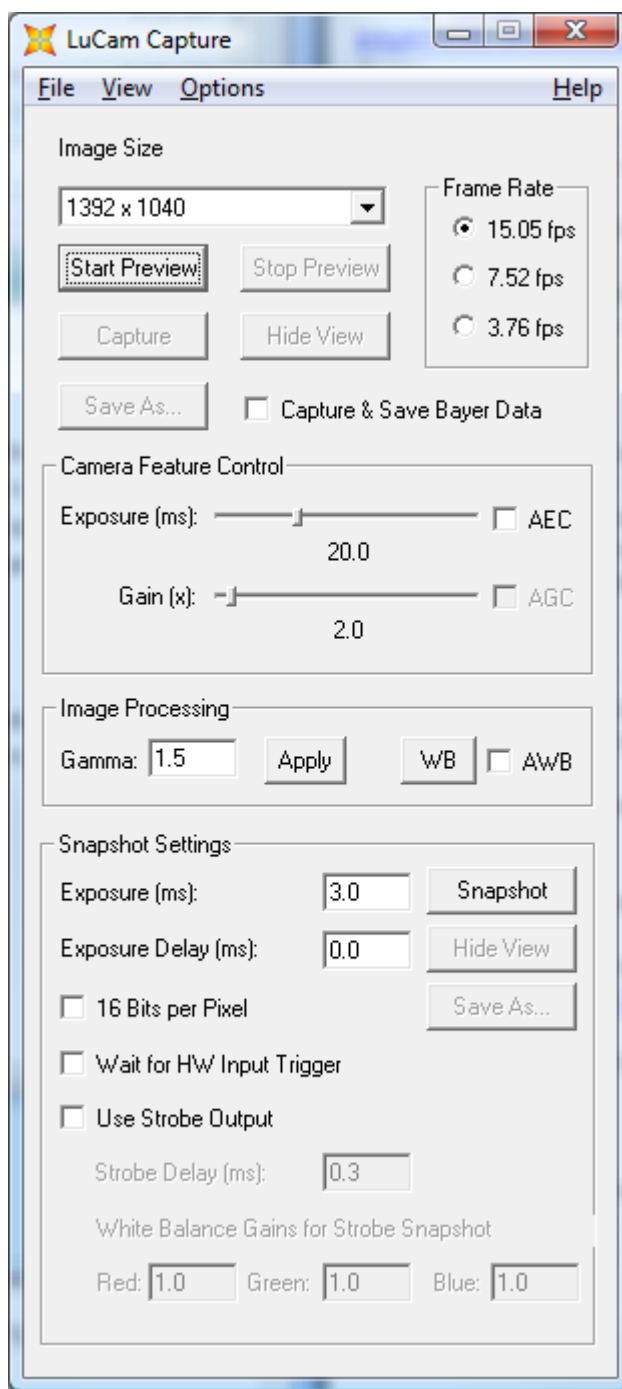 LuCam Capture
File View Options Help
Image Size
1392 x 1040
Frame Rate
15.05 fps
Start Preview Stop Preview
7.52 fps
Capture Hide View
3.76 fps
Save As... Capture & Save Bayer Data
Camera Feature Control
Exposure (ms): AEC
20.0
Gain (x): AGC
2.0
Image Processing
Gamma: 1.5 Apply WB AWB
Snapshot Settings
Exposure (ms): 3.0 Snapshot
Exposure Delay (ms): 0.0 Hide View
16 Bits per Pixel Save As...
Wait for HW Input Trigger
Use Strobe Output
Strobe Delay (ms): 0.3
White Balance Gains for Strobe Snapshot
Red: 1.0 Green: 1.0 Blue: 1.0